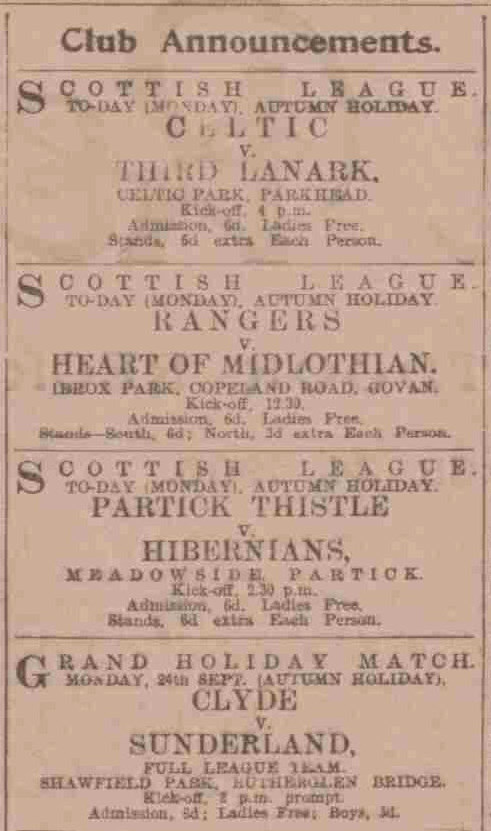 Club Announcements.
SCOTTISH LEAGUE.
TO-DAY (MONDAY), AUTUMN HOLIDAY.
CELTIC
V.
THIRD LANARK,
CELTIC PARK, PARKHEAD.
Kick-off, 4 p.m.
Admission, 6d. Ladies Free.
Stands, 6d extra Each Person.
SCOTTISH LEAGUE.
TO-DAY (MONDAY), AUTUMN HOLIDAY.
RANGERS
V.
HEART OF MIDLOTHIAN.
IBROX PARK, COPELAND ROAD, GOVAN.
Kick-off, 12.30.
Admission, 6d. Ladies Free.
Stands—South, 6d; North, 3d extra Each Person.
SCOTTISH LEAGUE.
TO-DAY (MONDAY), AUTUMN HOLIDAY.
PARTICK THISTLE
V.
HIBERNIANS,
MEADOWSIDE, PARTICK.
Kick-off, 2.30 p.m.
Admission, 6d. Ladies Free.
Stands, 6d extra Each Person.
GRAND HOLIDAY MATCH.
MONDAY, 24th SEPT. (AUTUMN HOLIDAY),
CLYDE
V.
SUNDERLAND,
FULL LEAGUE TEAM.
SHAWFIELD PARK, RUTHERGLEN BRIDGE.
Kick-off, 2 p.m. prompt.
Admission, 6d; Ladies Free; Boys,